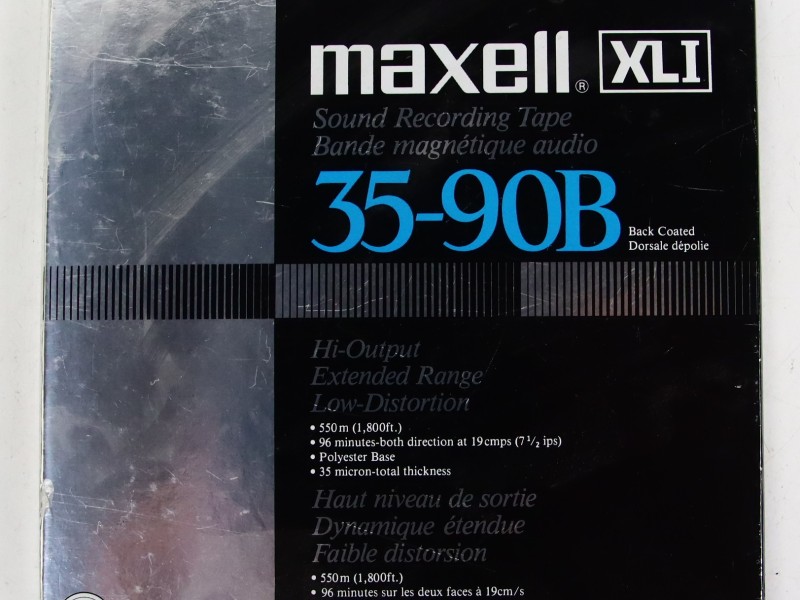 maxell® XLI
Sound Recording Tape
Bande magnétique audio
35-90B
Back Coated
Dorsale dépolie
Hi-Output
Extended Range
Low-Distortion
• 550m (1,800ft.)
• 96 minutes-both direction at 19cmps (7 1/2 ips)
• Polyester Base
• 35 micron-total thickness
Haut niveau de sortie
Dynamique étendue
Faible distorsion
• 550m (1,800ft.)
• 96 minutes sur les deux faces à 19cm/s